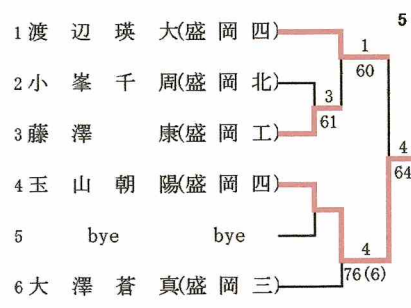 5
1 渡 辺 瑛 大(盛 岡 四)
1
60
2 小 峯 千 周(盛 岡 北)
3
61
3 藤 澤 康(盛 岡 工)
4
64
4 玉 山 朝 陽(盛 岡 四)
5 bye bye
4
76(6)
6 大 澤 蒼 真(盛 岡 三)